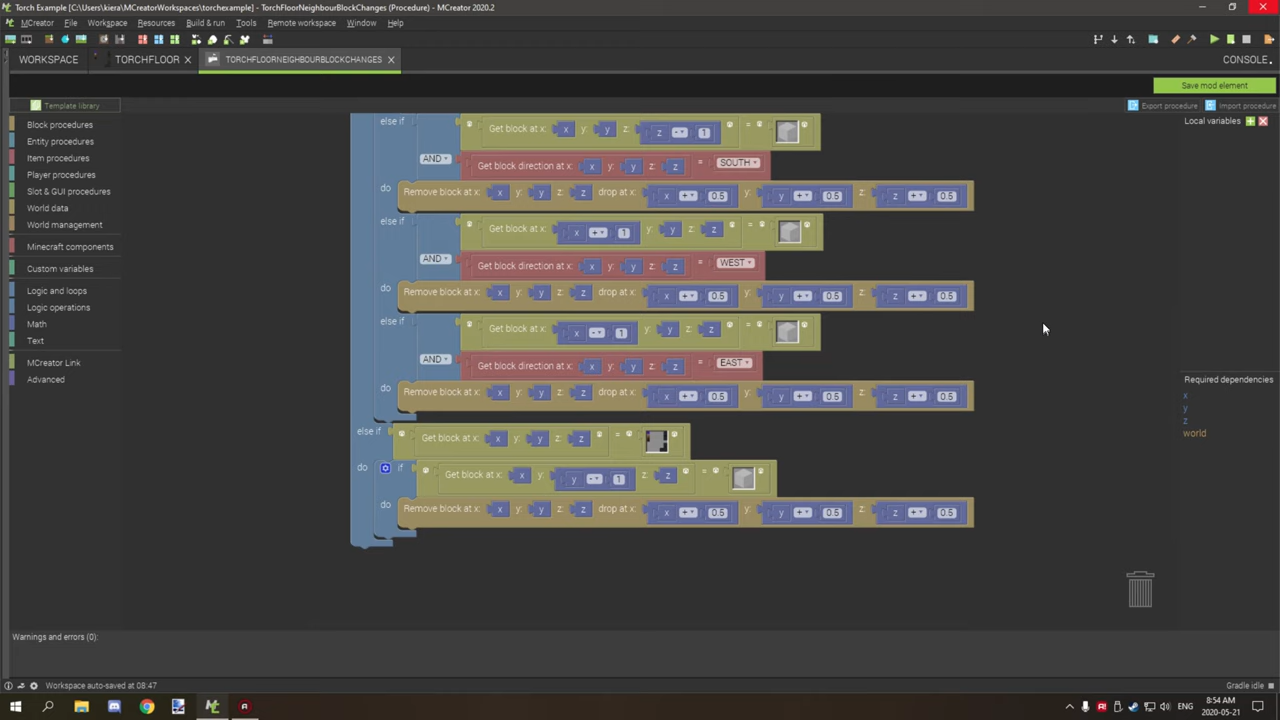 Torch Example [C:\Users\kiera\MCreatorWorkspaces\torchexample] - TorchFloorNeighbourBlockChanges (Procedure) - MCreator 2020.2
MCreator File Workspace Resources Build & run Tools Remote workspace Window Help
WORKSPACE TORCHFLOOR × TORCHFLOORNEIGHBOURBLOCKCHANGES × CONSOLE
Save mod element
Template library Export procedure Import procedure
Local variables
Block procedures
Entity procedures
Item procedures
Player procedures
Slot & GUI procedures
World data
World management
Minecraft components
Custom variables
Logic and loops
Logic operations
Math
Text
MCreator Link
Advanced
else if Get block at x: x y: y z: z - 1 =
AND Get block direction at x: x y: y z: z = SOUTH
do Remove block at x: x y: y z: z drop at x: x + 0.5 y: y + 0.5 z: z + 0.5
else if Get block at x: x + 1 y: y z: z =
AND Get block direction at x: x y: y z: z = WEST
do Remove block at x: x y: y z: z drop at x: x + 0.5 y: y + 0.5 z: z + 0.5
else if Get block at x: x - 1 y: y z: z =
AND Get block direction at x: x y: y z: z = EAST
do Remove block at x: x y: y z: z drop at x: x + 0.5 y: y + 0.5 z: z + 0.5
else if Get block at x: x y: y z: z =
do if Get block at x: x y: y - 1 z: z =
do Remove block at x: x y: y z: z drop at x: x + 0.5 y: y + 0.5 z: z + 0.5
Required dependencies
x
y
z
world
Warnings and errors (0):
Workspace auto-saved at 08:47 Gradle idle
ENG 8:54 AM
2020-05-21